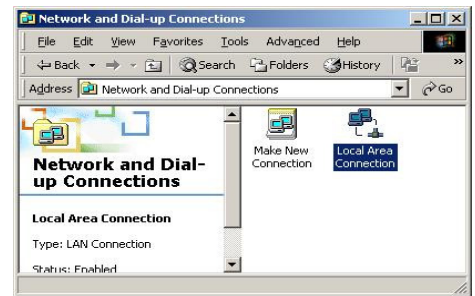 Network and Dial-up Connections
File Edit View Favorites Tools Advanced Help
Back Search Folders History »
Address Network and Dial-up Connections Go
Network and Dial-
up Connections
Local Area Connection
Type: LAN Connection
Status: Enabled
Make New
Connection
Local Area
Connection